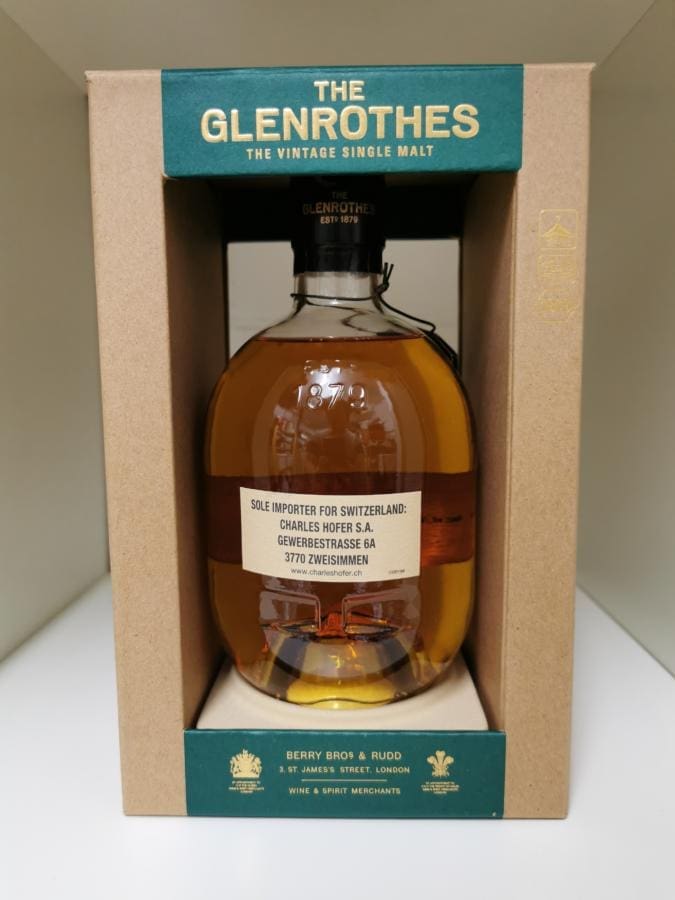 THE
GLENROTHES
THE VINTAGE SINGLE MALT
THE
GLENROTHES
ESTD 1879
1879
SOLE IMPORTER FOR SWITZERLAND:
CHARLES HOFER S.A.
GEWERBESTRASSE 6A
3770 ZWEISIMMEN
www.charleshofer.ch
BERRY BROS & RUDD
3, ST. JAMES'S STREET, LONDON
WINE & SPIRIT MERCHANTS